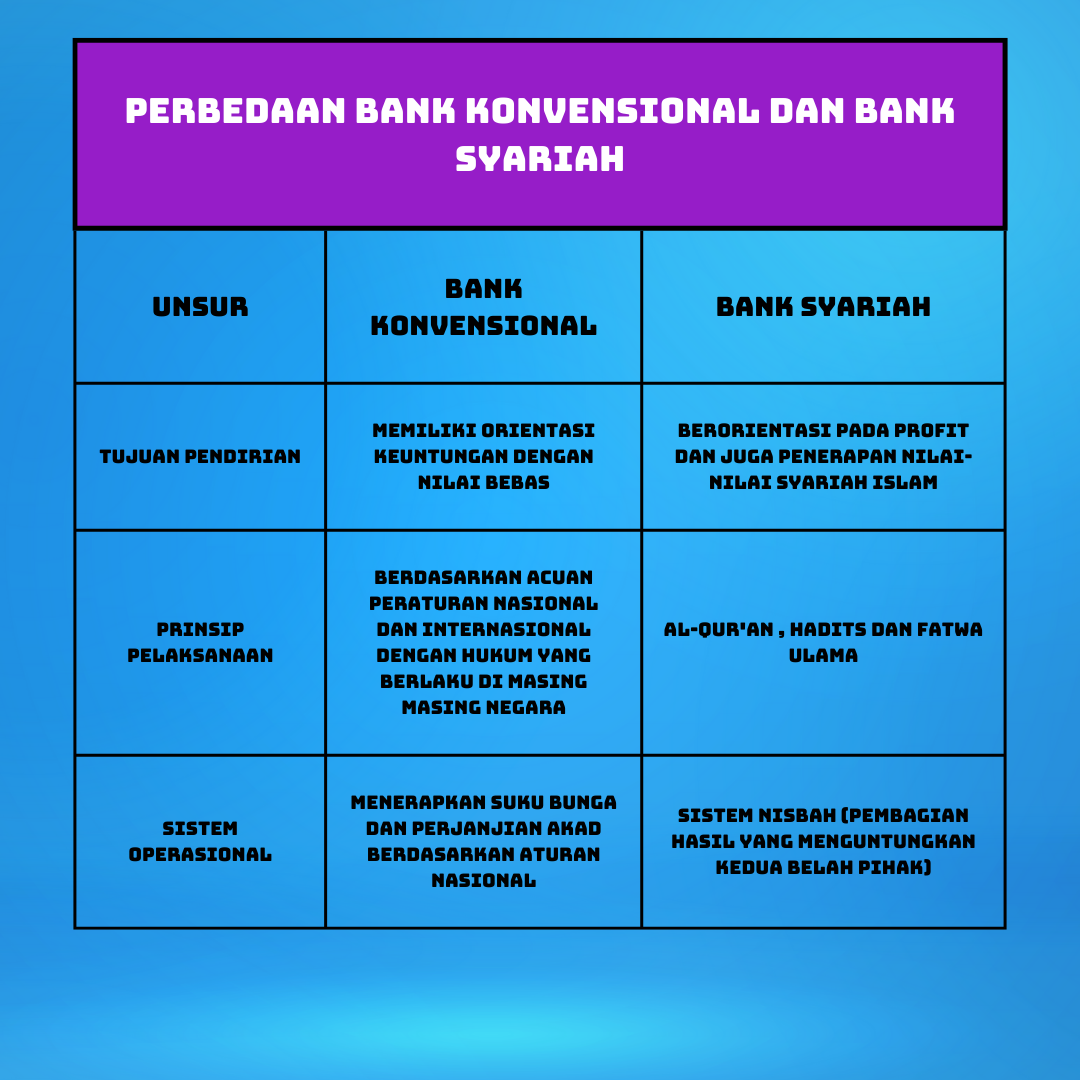 PERBEDAAN BANK KONVENSIONAL DAN BANK
SYARIAH
UNSUR
BANK
KONVENSIONAL
BANK SYARIAH
TUJUAN PENDIRIAN
MEMILIKI ORIENTASI
KEUNTUNGAN DENGAN
NILAI BEBAS
BERORIENTASI PADA PROFIT
DAN JUGA PENERAPAN NILAI-
NILAI SYARIAH ISLAM
PRINSIP
PELAKSANAAN
BERDASARKAN ACUAN
PERATURAN NASIONAL
DAN INTERNASIONAL
DENGAN HUKUM YANG
BERLAKU DI MASING
MASING NEGARA
AL-QUR'AN , HADITS DAN FATWA
ULAMA
SISTEM
OPERASIONAL
MENERAPKAN SUKU BUNGA
DAN PERJANJIAN AKAD
BERDASARKAN ATURAN
NASIONAL
SISTEM NISBAH (PEMBAGIAN
HASIL YANG MENGUNTUNGKAN
KEDUA BELAH PIHAK)